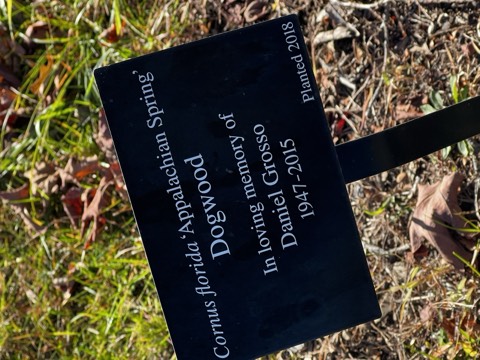 Cornus florida ‘Appalachian Spring’
Dogwood
In loving memory of
Daniel Grosso
1947-2015
Planted 2018